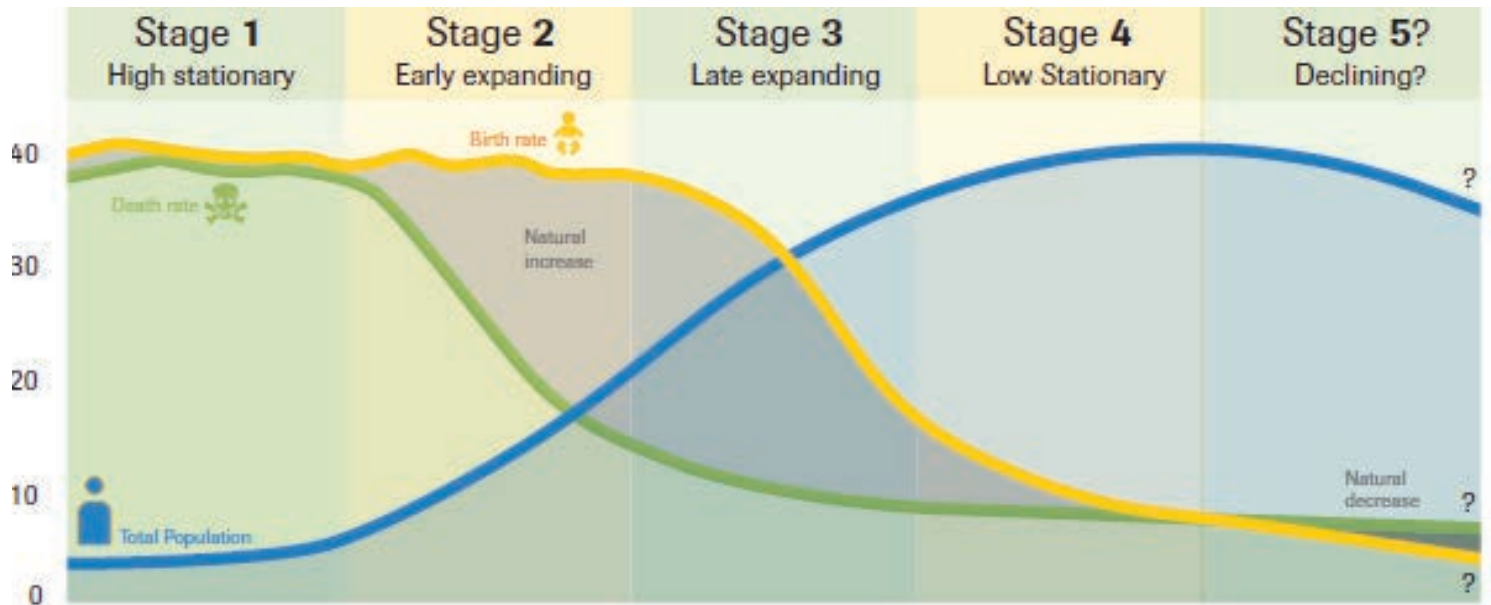 Stage 1
High stationary
Stage 2
Early expanding
Stage 3
Late expanding
Stage 4
Low Stationary
Stage 5?
Declining?
40
30
20
10
0
Birth rate
Death rate
Natural
increase
Total Population
Natural
decrease
?
?
?